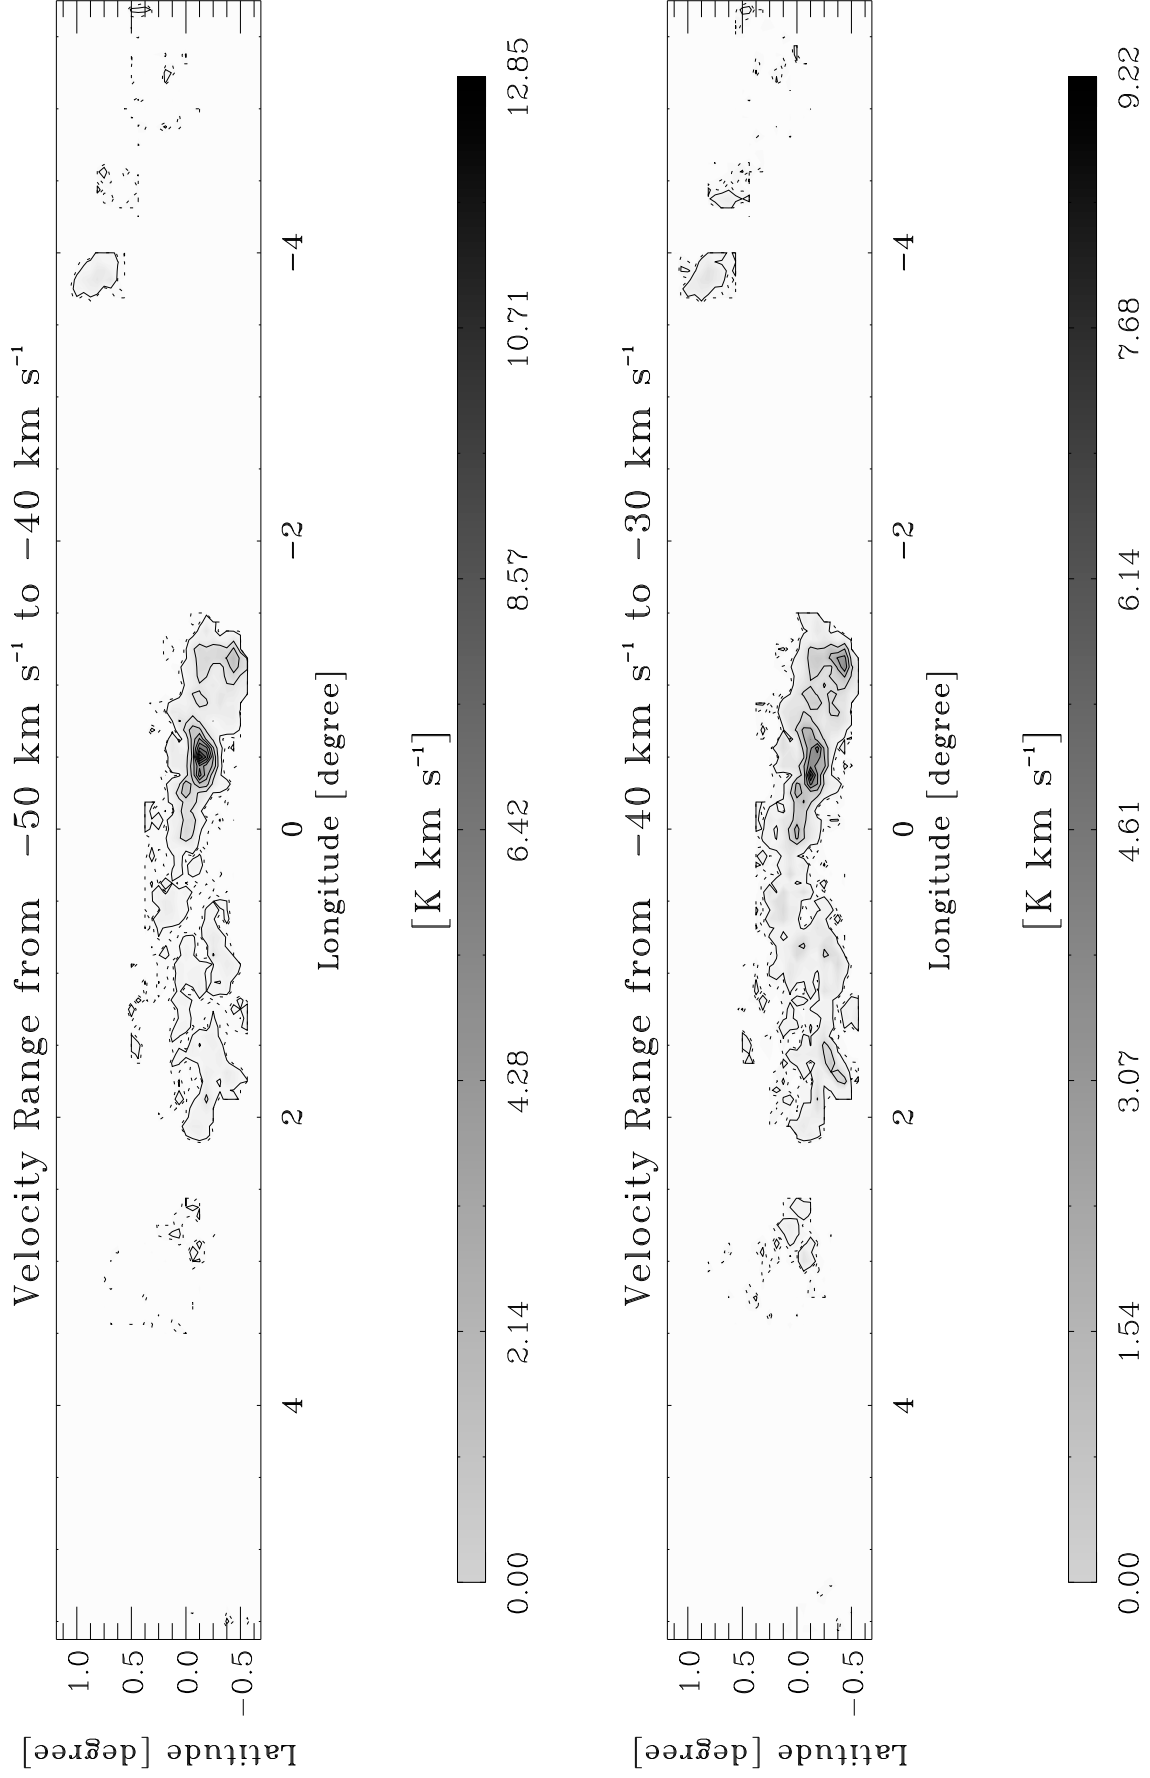 Velocity Range from −50 km s⁻¹ to −40 km s⁻¹
Latitude [degree]
1.0
0.5
0.0
−0.5
4 2 0 −2 −4
Longitude [degree]
[K km s⁻¹]
0.00 2.14 4.28 6.42 8.57 10.71 12.85
Velocity Range from −40 km s⁻¹ to −30 km s⁻¹
Latitude [degree]
1.0
0.5
0.0
−0.5
4 2 0 −2 −4
Longitude [degree]
[K km s⁻¹]
0.00 1.54 3.07 4.61 6.14 7.68 9.22